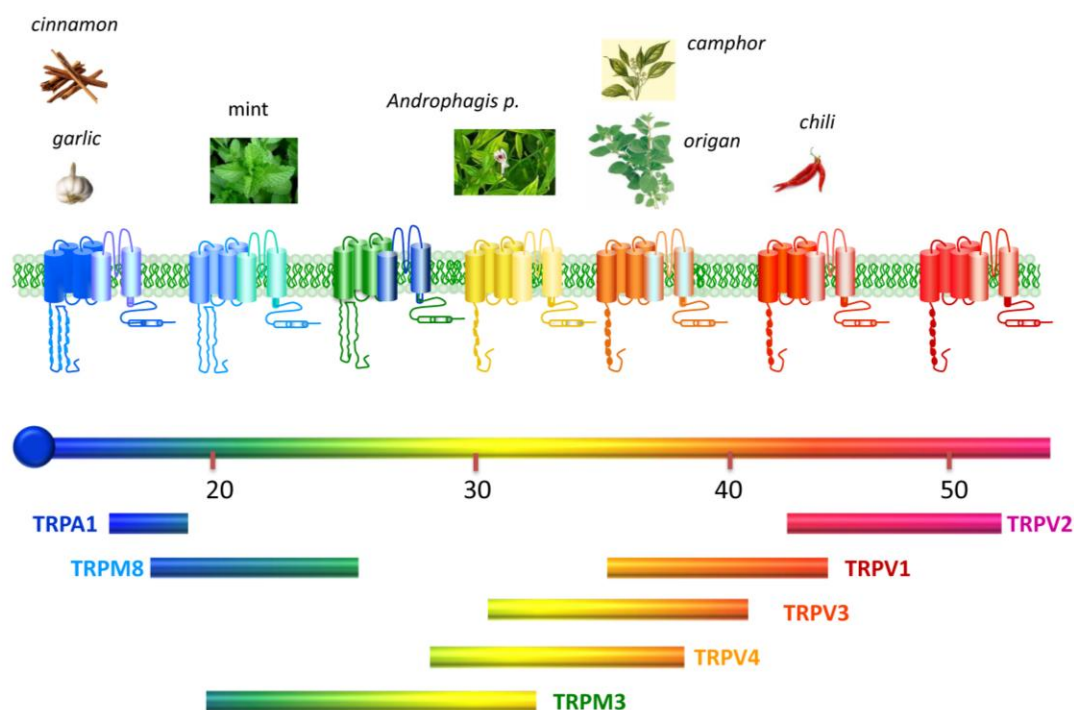 cinnamon
camphor
mint
Androphagis p.
garlic
origan
chili
20
30
40
50
TRPA1
TRPV2
TRPM8
TRPV1
TRPV3
TRPV4
TRPM3